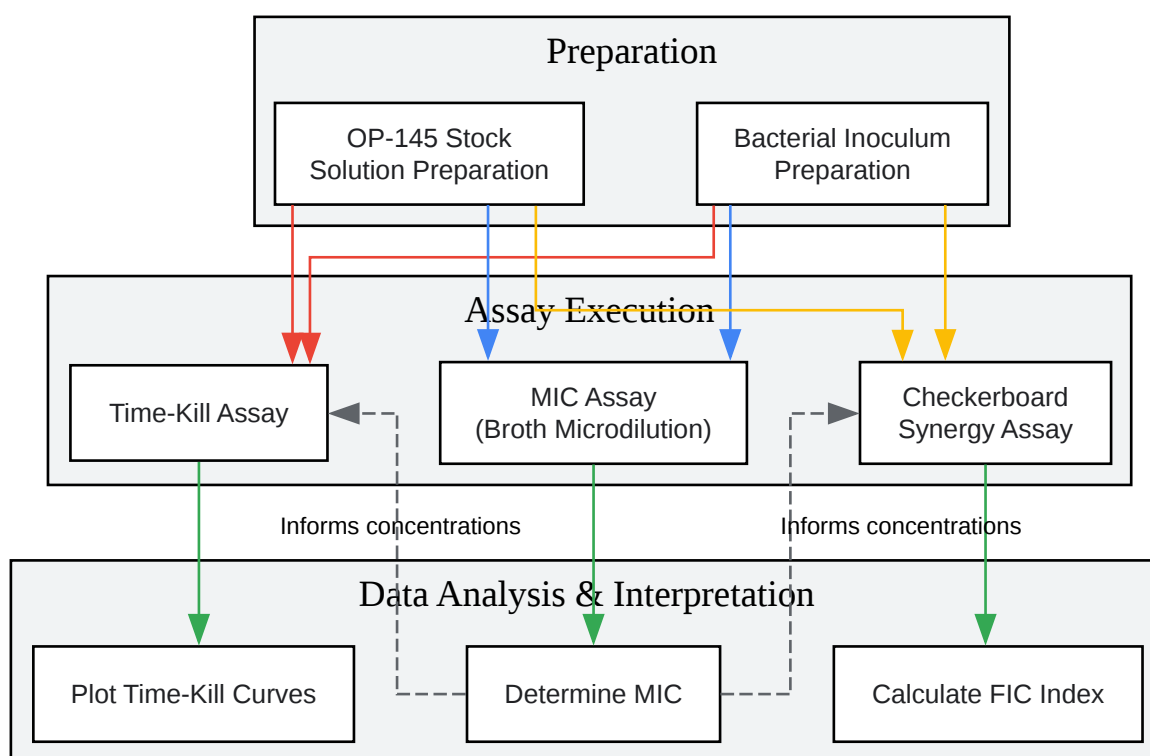 Preparation
OP-145 Stock
Solution Preparation
Bacterial Inoculum
Preparation
Assay Execution
Time-Kill Assay
MIC Assay
(Broth Microdilution)
Checkerboard
Synergy Assay
Informs concentrations
Informs concentrations
Data Analysis & Interpretation
Plot Time-Kill Curves
Determine MIC
Calculate FIC Index